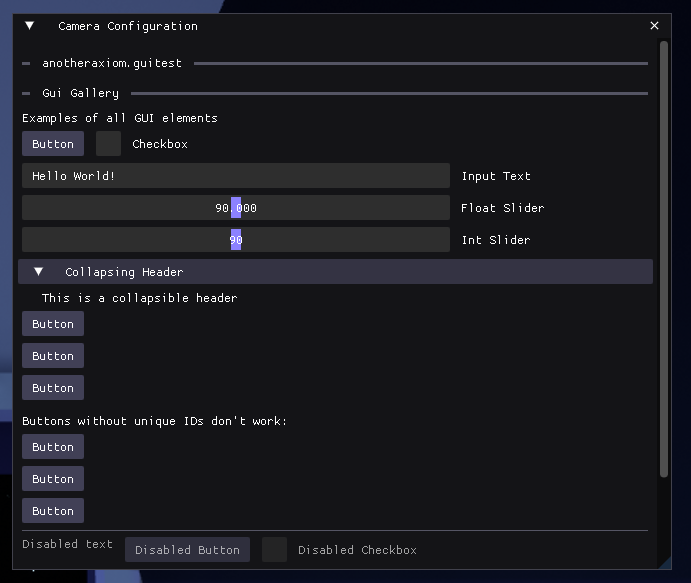 Camera Configuration
anotheraxiom.guitest
Gui Gallery
Examples of all GUI elements
Button Checkbox
Hello World! Input Text
90.000 Float Slider
90 Int Slider
Collapsing Header
This is a collapsible header
Button
Button
Button
Buttons without unique IDs don't work:
Button
Button
Button
Disabled text Disabled Button Disabled Checkbox